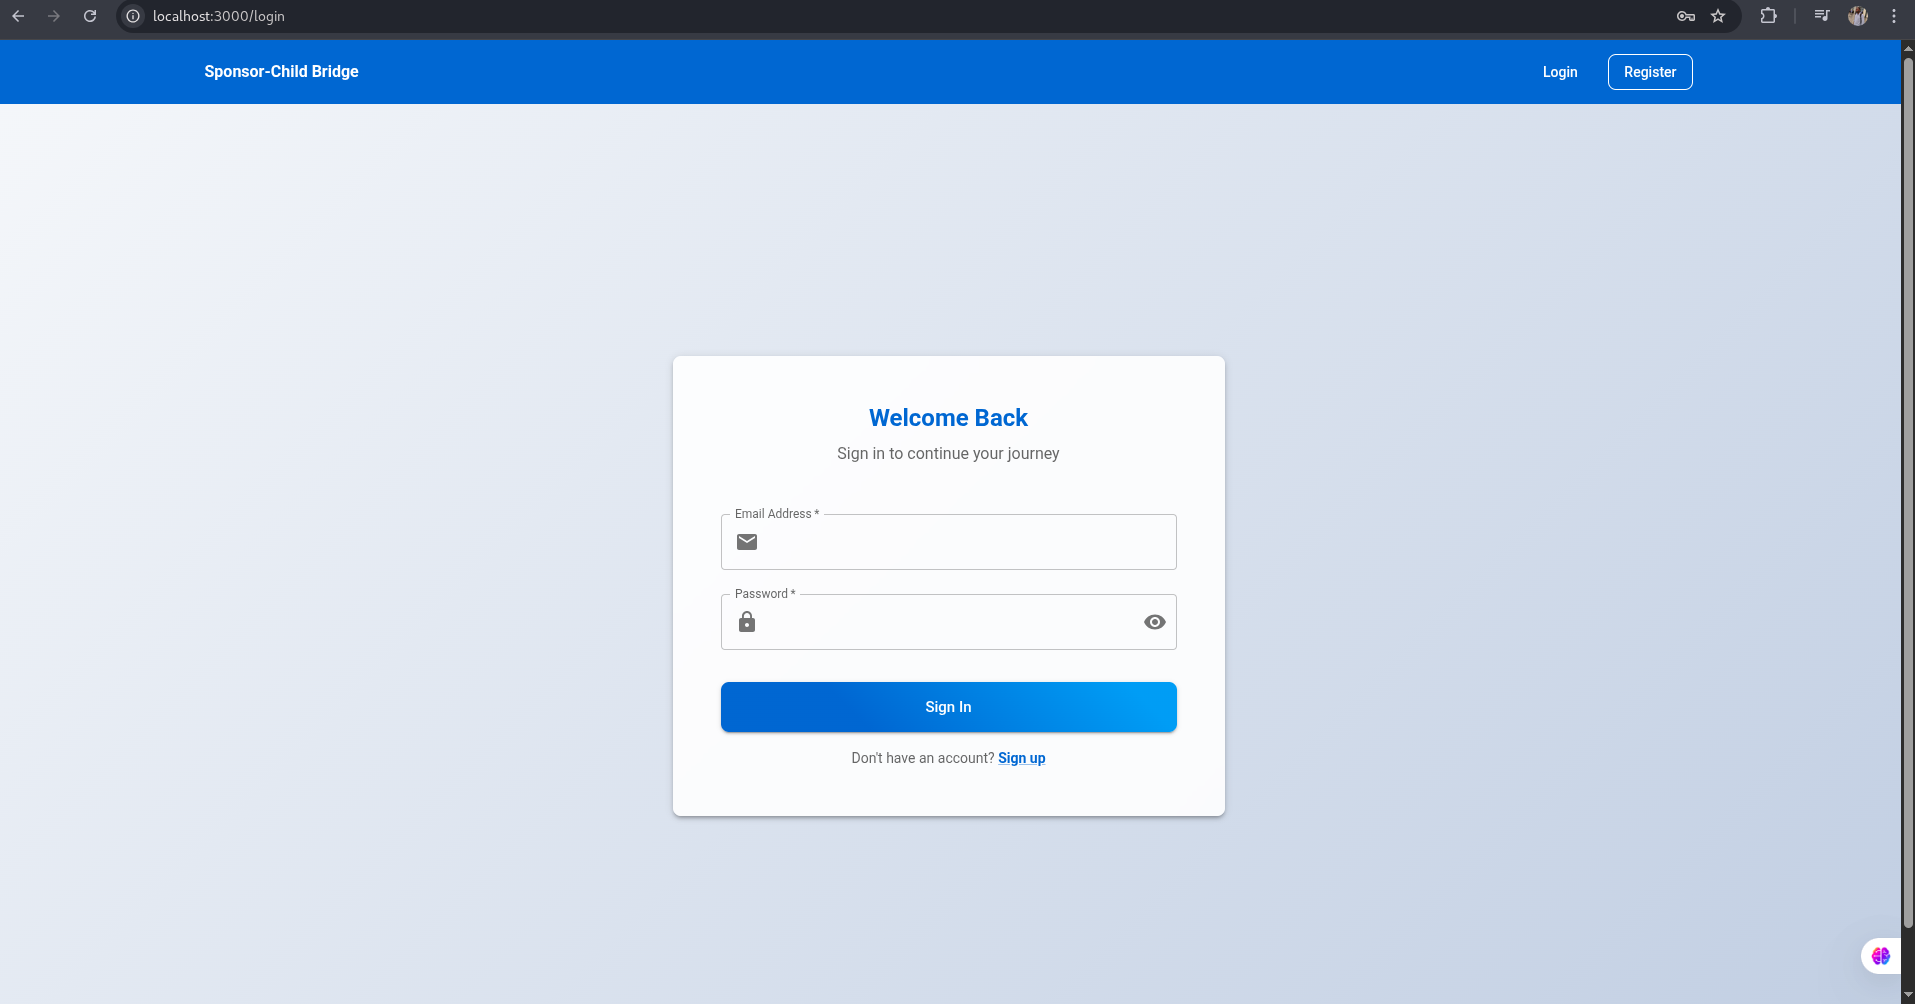 localhost:3000/login
Sponsor-Child Bridge
Login
Register
Welcome Back
Sign in to continue your journey
Email Address *
Password *
Sign In
Don't have an account? Sign up